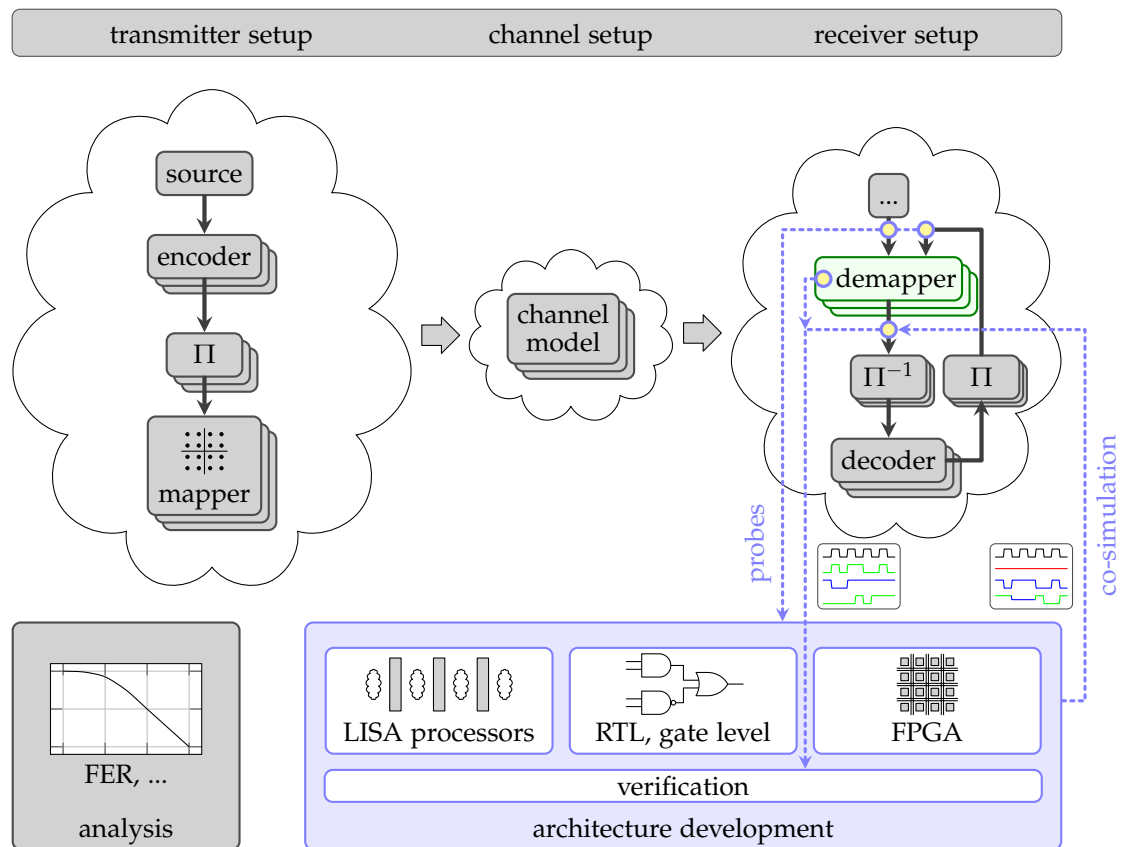 transmitter setup
channel setup
receiver setup
source
encoder
Π
mapper
channel
model
...
demapper
Π⁻¹
Π
decoder
probes
co-simulation
FER, ...
analysis
LISA processors
RTL, gate level
FPGA
verification
architecture development